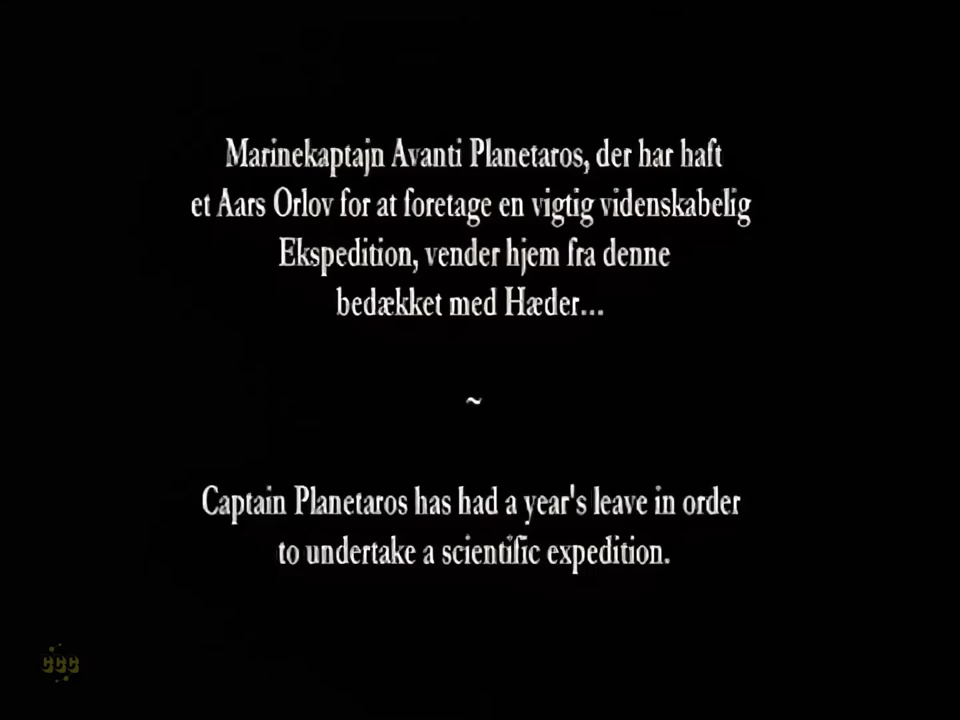 Marinekaptajn Avanti Planetaros, der har haft
et Aars Orlov for at foretage en vigtig videnskabelig
Ekspedition, vender hjem fra denne
bedækket med Hæder...
~
Captain Planetaros has had a year's leave in order
to undertake a scientific expedition.
CCC